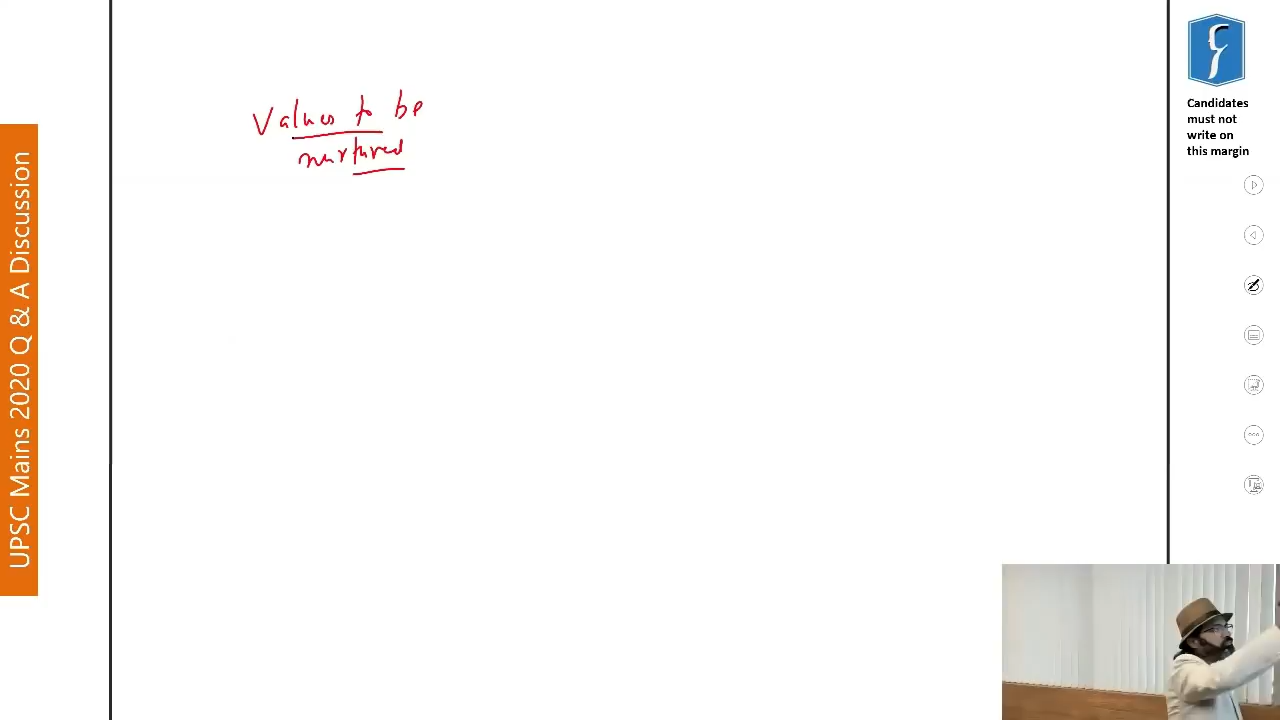 Values to be
nurtured
UPSC Mains 2020 Q & A Discussion
Candidates
must not
write on
this margin